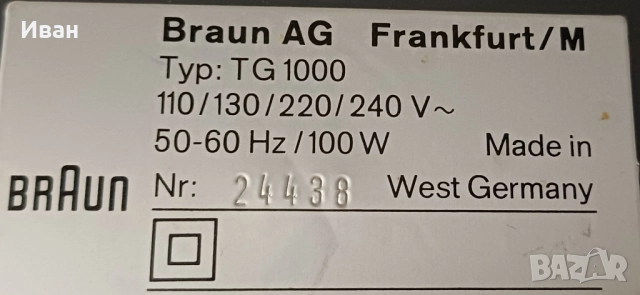 Иван
Braun AG Frankfurt/M
Typ: TG 1000
110/130/220/240 V~
50-60 Hz / 100 W Made in
BRAUN Nr: 24438 West Germany
BAZAR